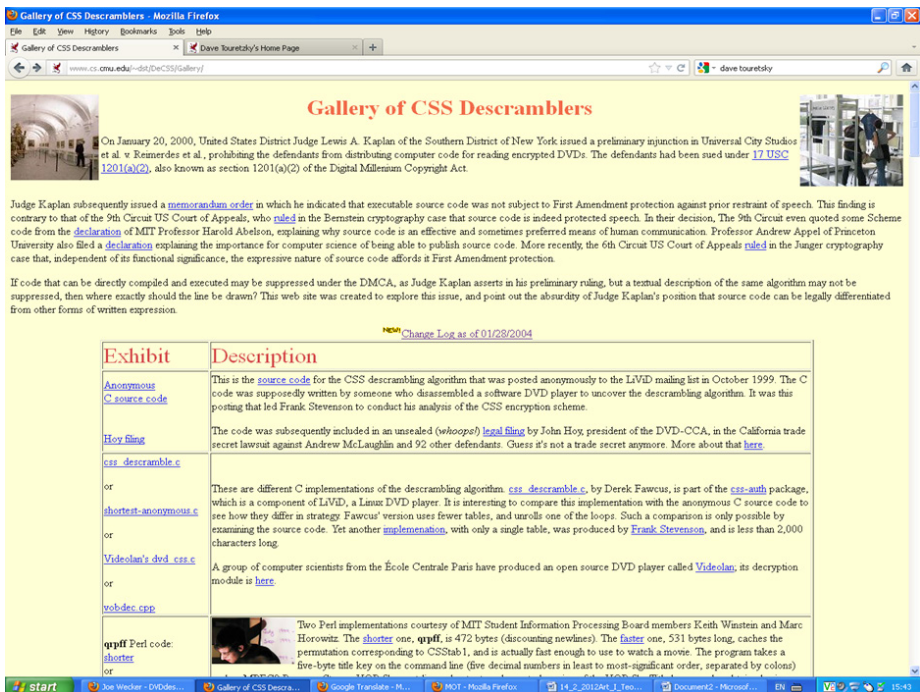 Gallery of CSS Descramblers - Mozilla Firefox
File Edit View History Bookmarks Tools Help
Gallery of CSS Descramblers × Dave Touretzky's Home Page × +
www.cs.cmu.edu/~dst/DeCSS/Gallery/ dave touretsky
Gallery of CSS Descramblers
On January 20, 2000, United States District Judge Lewis A. Kaplan of the Southern District of New York issued a preliminary injunction in Universal City Studios
et al. v. Reimerdes et al., prohibiting the defendants from distributing computer code for reading encrypted DVDs. The defendants had been sued under 17 USC
1201(a)(2), also known as section 1201(a)(2) of the Digital Millenium Copyright Act.
Judge Kaplan subsequently issued a memorandum order in which he indicated that executable source code was not subject to First Amendment protection against prior restraint of speech. This finding is
contrary to that of the 9th Circuit US Court of Appeals, who ruled in the Bernstein cryptography case that source code is indeed protected speech. In their decision, The 9th Circuit even quoted some Scheme
code from the declaration of MIT Professor Harold Abelson, explaining why source code is an effective and sometimes preferred means of human communication. Professor Andrew Appel of Princeton
University also filed a declaration explaining the importance for computer science of being able to publish source code. More recently, the 6th Circuit US Court of Appeals ruled in the Junger cryptography
case that, independent of its functional significance, the expressive nature of source code affords it First Amendment protection.
If code that can be directly compiled and executed may be suppressed under the DMCA, as Judge Kaplan asserts in his preliminary ruling, but a textual description of the same algorithm may not be
suppressed, then where exactly should the line be drawn? This web site was created to explore this issue, and point out the absurdity of Judge Kaplan's position that source code can be legally differentiated
from other forms of written expression.
NEW! Change Log as of 01/28/2004
Exhibit Description
Anonymous
C source code
Hoy filing
This is the source code for the CSS descrambling algorithm that was posted anonymously to the LiViD mailing list in October 1999. The C
code was supposedly written by someone who disassembled a software DVD player to uncover the descrambling algorithm. It was this
posting that led Frank Stevenson to conduct his analysis of the CSS encryption scheme.
The code was subsequently included in an unsealed (whoops!) legal filing by John Hoy, president of the DVD-CCA, in the California trade
secret lawsuit against Andrew McLaughlin and 92 other defendants. Guess it's not a trade secret anymore. More about that here.
css_descramble.c
or
shortest-anonymous.c
or
Videolan's dvd_css.c
or
vobdec.cpp
These are different C implementations of the descrambling algorithm. css_descramble.c, by Derek Fawcus, is part of the css-auth package,
which is a component of LiViD, a Linux DVD player. It is interesting to compare this implementation with the anonymous C source code to
see how they differ in strategy. Fawcus' version uses fewer tables, and unrolls one of the loops. Such a comparison is only possible by
examining the source code. Yet another implemenation, with only a single table, was produced by Frank Stevenson, and is less than 2,000
characters long.
A group of computer scientists from the École Centrale Paris have produced an open source DVD player called Videolan; its decryption
module is here.
qrpff Perl code:
shorter
or
Two Perl implementations courtesy of MIT Student Information Processing Board members Keith Winstein and Marc
Horowitz. The shorter one, qrpff, is 472 bytes (discounting newlines). The faster one, 531 bytes long, caches the
permutation corresponding to CSStab1, and is actually fast enough to use to watch a movie. The program takes a
five-byte title key on the command line (five decimal numbers in least to most-significant order, separated by colons)
start Joe Wecker - DVDdes... Gallery of CSS Descra... Google Translate - M... MOT - Mozilla Firefox 14_2_2012Art_I_Teo... Document2 - Microsof... EN 15:43